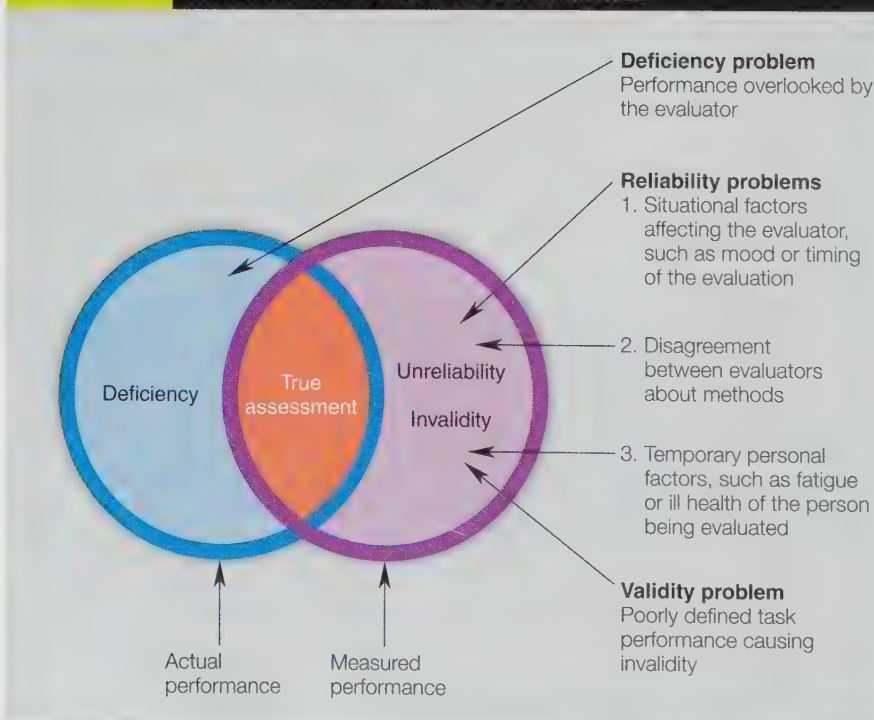 Deficiency problem
Performance overlooked by
the evaluator
Reliability problems
1. Situational factors
affecting the evaluator,
such as mood or timing
of the evaluation
2. Disagreement
between evaluators
about methods
3. Temporary personal
factors, such as fatigue
or ill health of the person
being evaluated
Validity problem
Poorly defined task
performance causing
invalidity
Deficiency
True
assessment
Unreliability
Invalidity
Actual
performance
Measured
performance